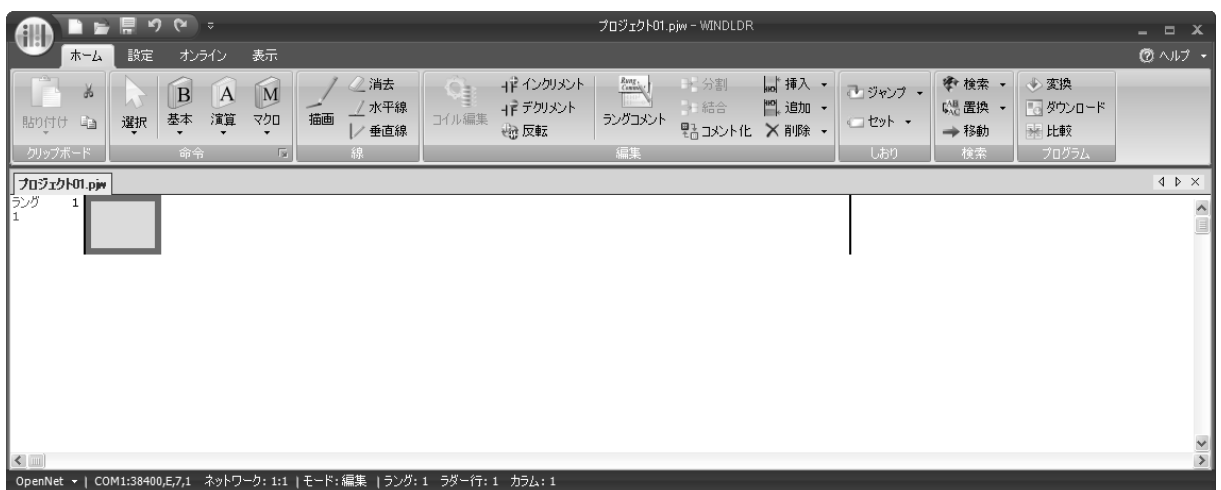 プロジェクト01.pjw - WINDLDR
ホーム 設定 オンライン 表示 ヘルプ
貼り付け
クリップボード
選択
B 基本
A 演算
M マクロ
命令
描画
消去
水平線
垂直線
線
コイル編集
インクリメント
デクリメント
反転
Rung Comment
ラングコメント
分割
結合
コメント化
挿入
追加
削除
編集
ジャンプ
セット
しおり
検索
置換
移動
検索
変換
ダウンロード
比較
プログラム
プロジェクト01.pjw
ラング 1
1
OpenNet | COM1:38400,E,7,1 ネットワーク: 1:1 | モード: 編集 | ラング: 1 ラダー行: 1 カラム: 1